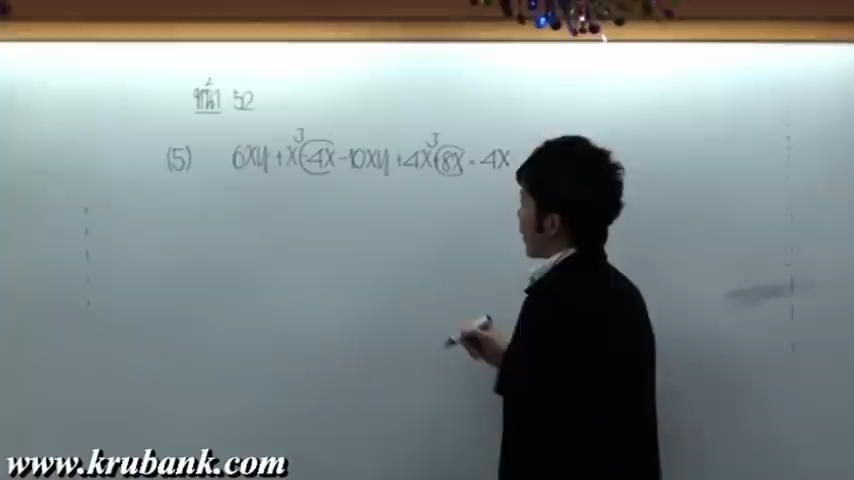 หน้า 52
(5) 6xy + x³ - 4x - 10xy + 4x³ + 8x - 4x
www.krubank.com